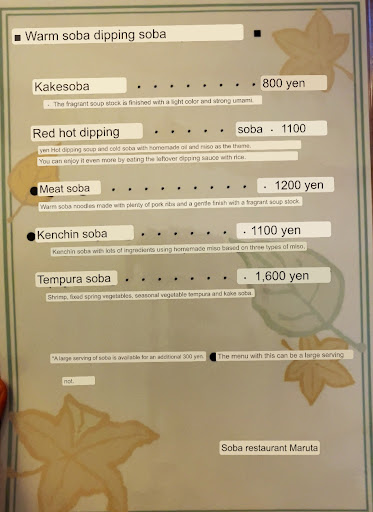 ■ Warm soba dipping soba ■
Kakesoba ・・・・・・・・ 800 yen
・ The fragrant soup stock is finished with a light color and strong umami.
Red hot dipping ・・・・・・ soba ・ 1100
yen Hot dipping soup and cold soba with homemade oil and miso as the theme.
You can enjoy it even more by eating the leftover dipping sauce with rice.
●Meat soba ・・・・・・・・・ ・ 1200 yen
Warm soba noodles made with plenty of pork ribs and a gentle finish with a fragrant soup stock.
●Kenchin soba ・・・・・・・ ・ 1100 yen
Kenchin soba with lots of ingredients using homemade miso based on three types of miso.
Tempura soba ・・・・・・・ ・ 1,600 yen
Shrimp, fixed spring vegetables, seasonal vegetable tempura and kake soba.
*A large serving of soba is available for an additional 300 yen. ●The menu with this can be a large serving
not.
Soba restaurant Maruta